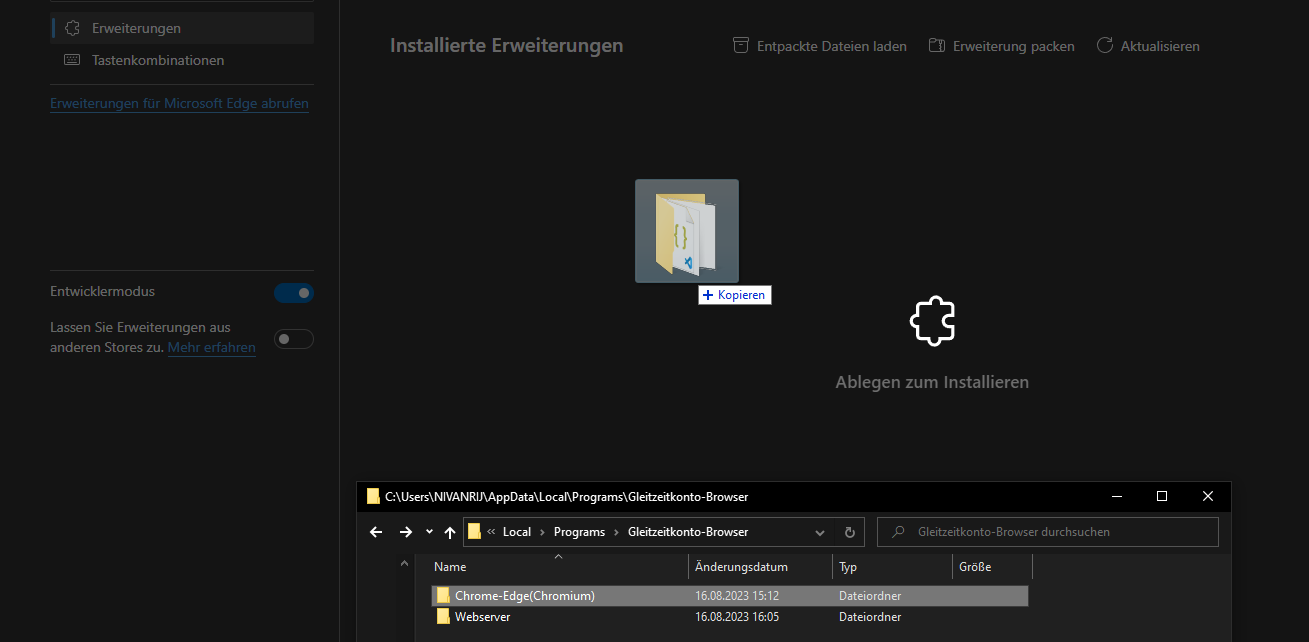 Erweiterungen
Tastenkombinationen
Erweiterungen für Microsoft Edge abrufen
Entwicklermodus
Lassen Sie Erweiterungen aus
anderen Stores zu. Mehr erfahren
Installierte Erweiterungen
Entpackte Dateien laden
Erweiterung packen
Aktualisieren
{}
+ Kopieren
Ablegen zum Installieren
C:\Users\NIVANRIJ\AppData\Local\Programs\Gleitzeitkonto-Browser
« Local › Programs › Gleitzeitkonto-Browser
Gleitzeitkonto-Browser durchsuchen
Name Änderungsdatum Typ Größe
Chrome-Edge(Chromium) 16.08.2023 15:12 Dateiordner
Webserver 16.08.2023 16:05 Dateiordner